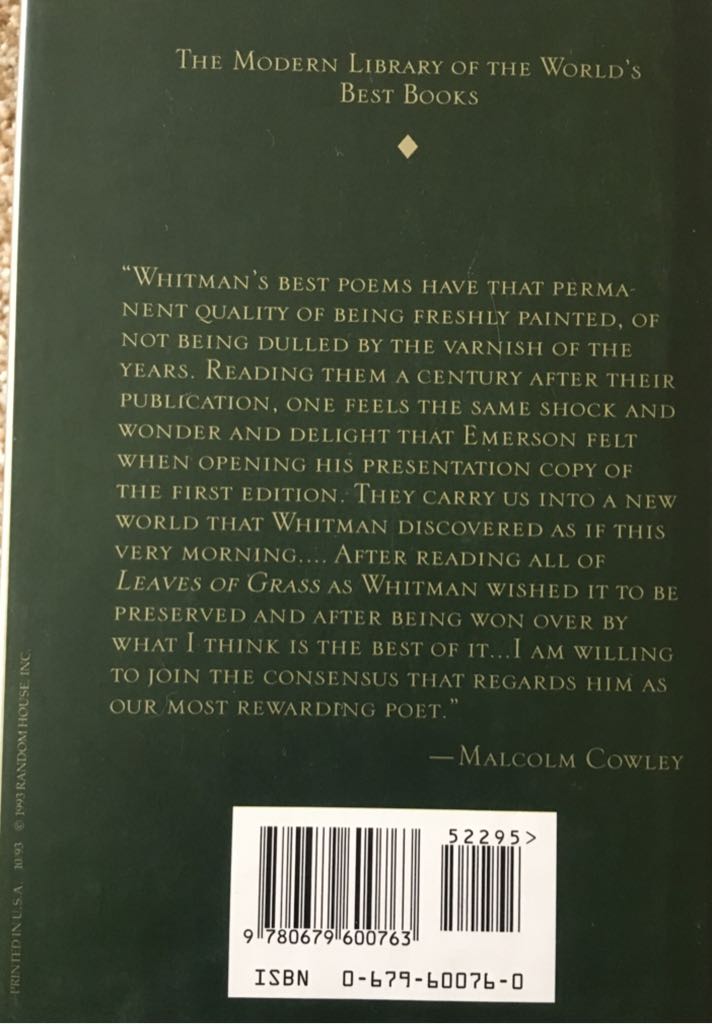 The Modern Library of the World's
Best Books
"Whitman's best poems have that perma-
nent quality of being freshly painted, of
not being dulled by the varnish of the
years. Reading them a century after their
publication, one feels the same shock and
wonder and delight that Emerson felt
when opening his presentation copy of
the first edition. They carry us into a new
world that Whitman discovered as if this
very morning.... After reading all of
Leaves of Grass as Whitman wished it to be
preserved and after being won over by
what I think is the best of it...I am willing
to join the consensus that regards him as
our most rewarding poet."
—Malcolm Cowley
PRINTED IN U.S.A. 10/93 © 1993 RANDOM HOUSE, INC.
52295>
9 780679 600763
ISBN 0-679-60076-0